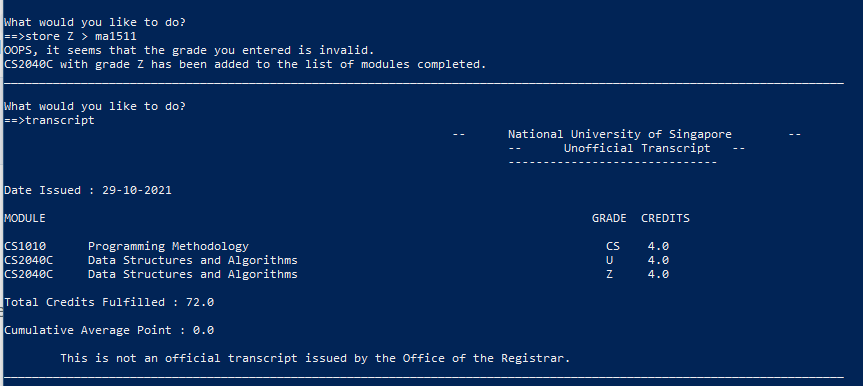 What would you like to do?
==>store Z > ma1511
OOPS, it seems that the grade you entered is invalid.
CS2040C with grade Z has been added to the list of modules completed.
What would you like to do?
==>transcript
-- National University of Singapore --
-- Unofficial Transcript --
------------------------------
Date Issued : 29-10-2021
MODULE GRADE CREDITS
CS1010 Programming Methodology CS 4.0
CS2040C Data Structures and Algorithms U 4.0
CS2040C Data Structures and Algorithms Z 4.0
Total Credits Fulfilled : 72.0
Cumulative Average Point : 0.0
This is not an official transcript issued by the Office of the Registrar.